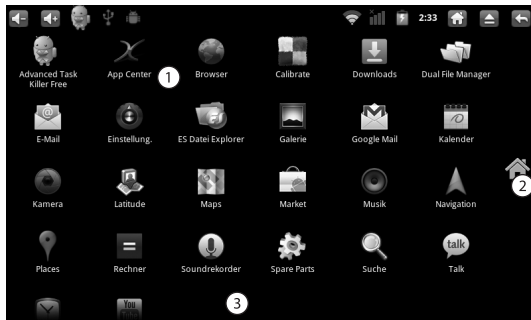 2:33
Advanced Task Killer Free
App Center
Browser
Calibrate
Downloads
Dual File Manager
1
E-Mail
Einstellung.
ES Datei Explorer
Galerie
Google Mail
Kalender
2
Kamera
Latitude
Maps
Market
Musik
Navigation
Places
Rechner
Soundrekorder
Spare Parts
Suche
talk
Talk
3
You